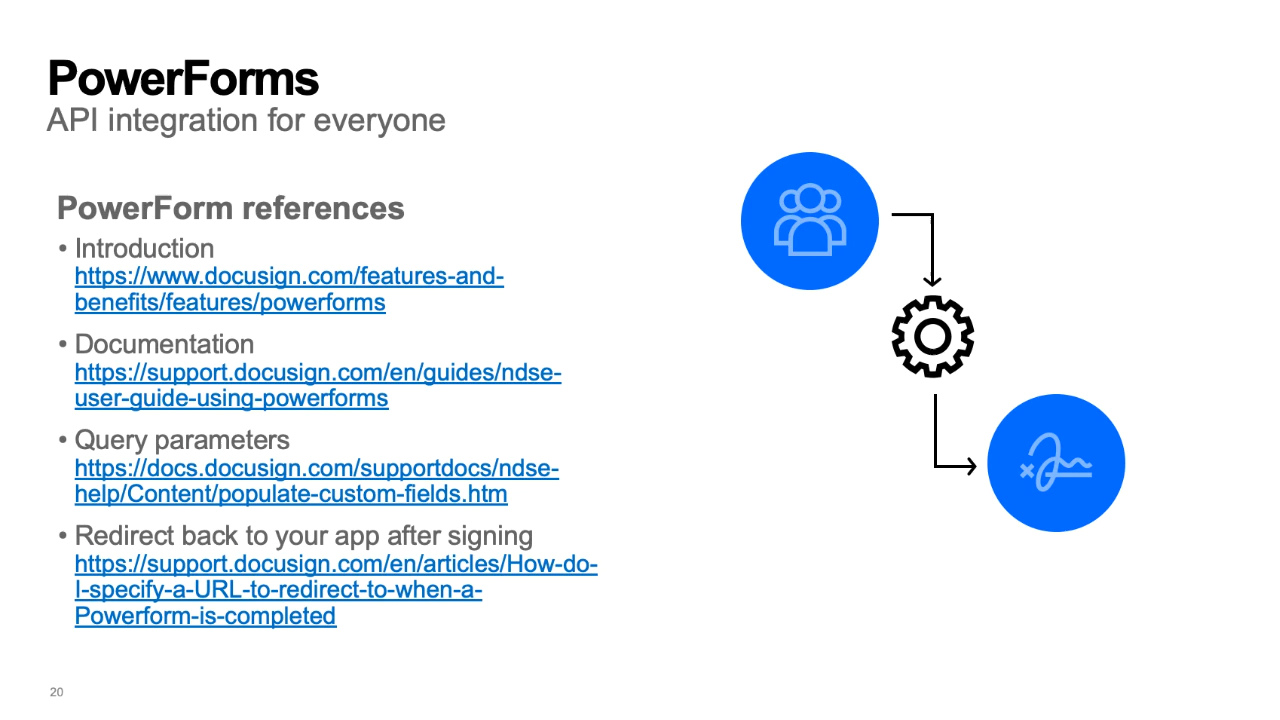 PowerForms
API integration for everyone
PowerForm references
• Introduction
https://www.docusign.com/features-and-
benefits/features/powerforms
• Documentation
https://support.docusign.com/en/guides/ndse-
user-guide-using-powerforms
• Query parameters
https://docs.docusign.com/supportdocs/ndse-
help/Content/populate-custom-fields.htm
• Redirect back to your app after signing
https://support.docusign.com/en/articles/How-do-
I-specify-a-URL-to-redirect-to-when-a-
Powerform-is-completed
20